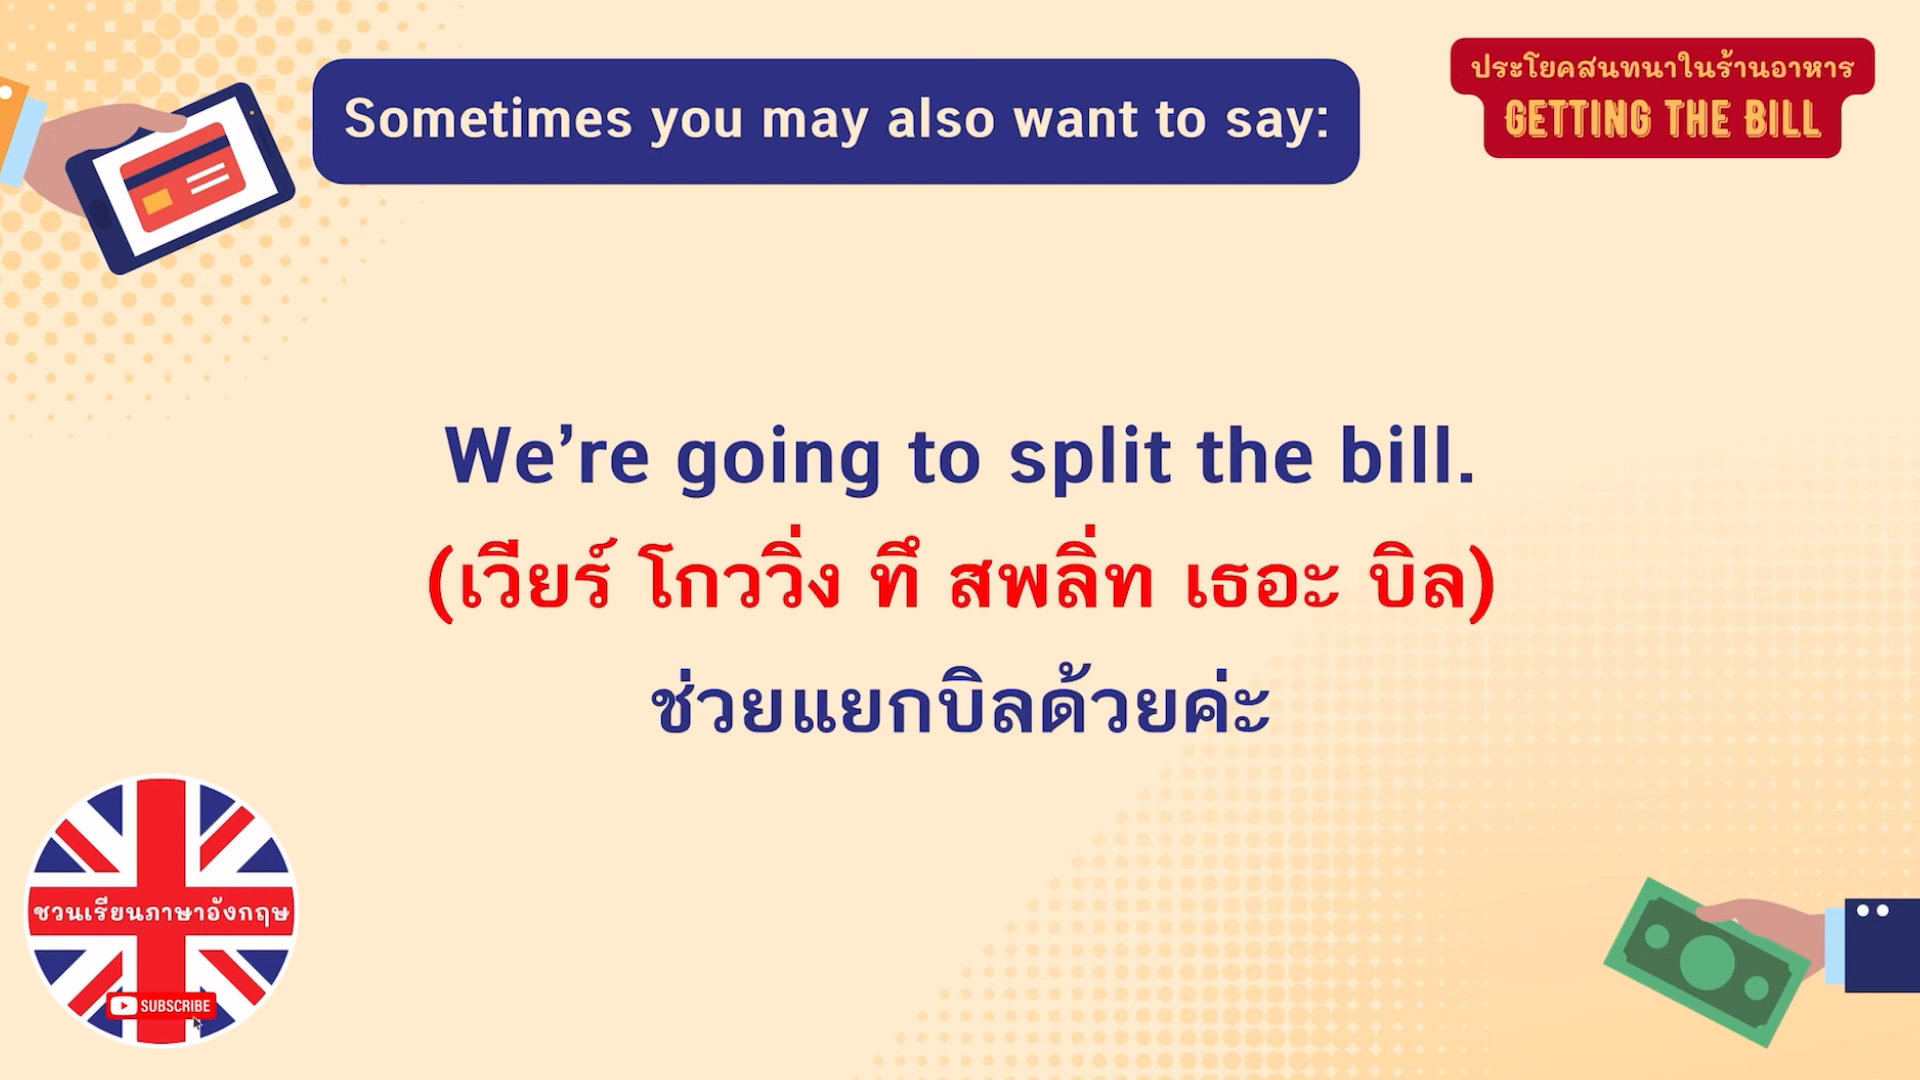 Sometimes you may also want to say:
ประโยคสนทนาในร้านอาหาร
GETTING THE BILL
We’re going to split the bill.
(เวียร์ โกววิ่ง ทึ สพลิ่ท เธอะ บิล)
ช่วยแยกบิลด้วยค่ะ
ชวนเรียนภาษาอังกฤษ
SUBSCRIBE